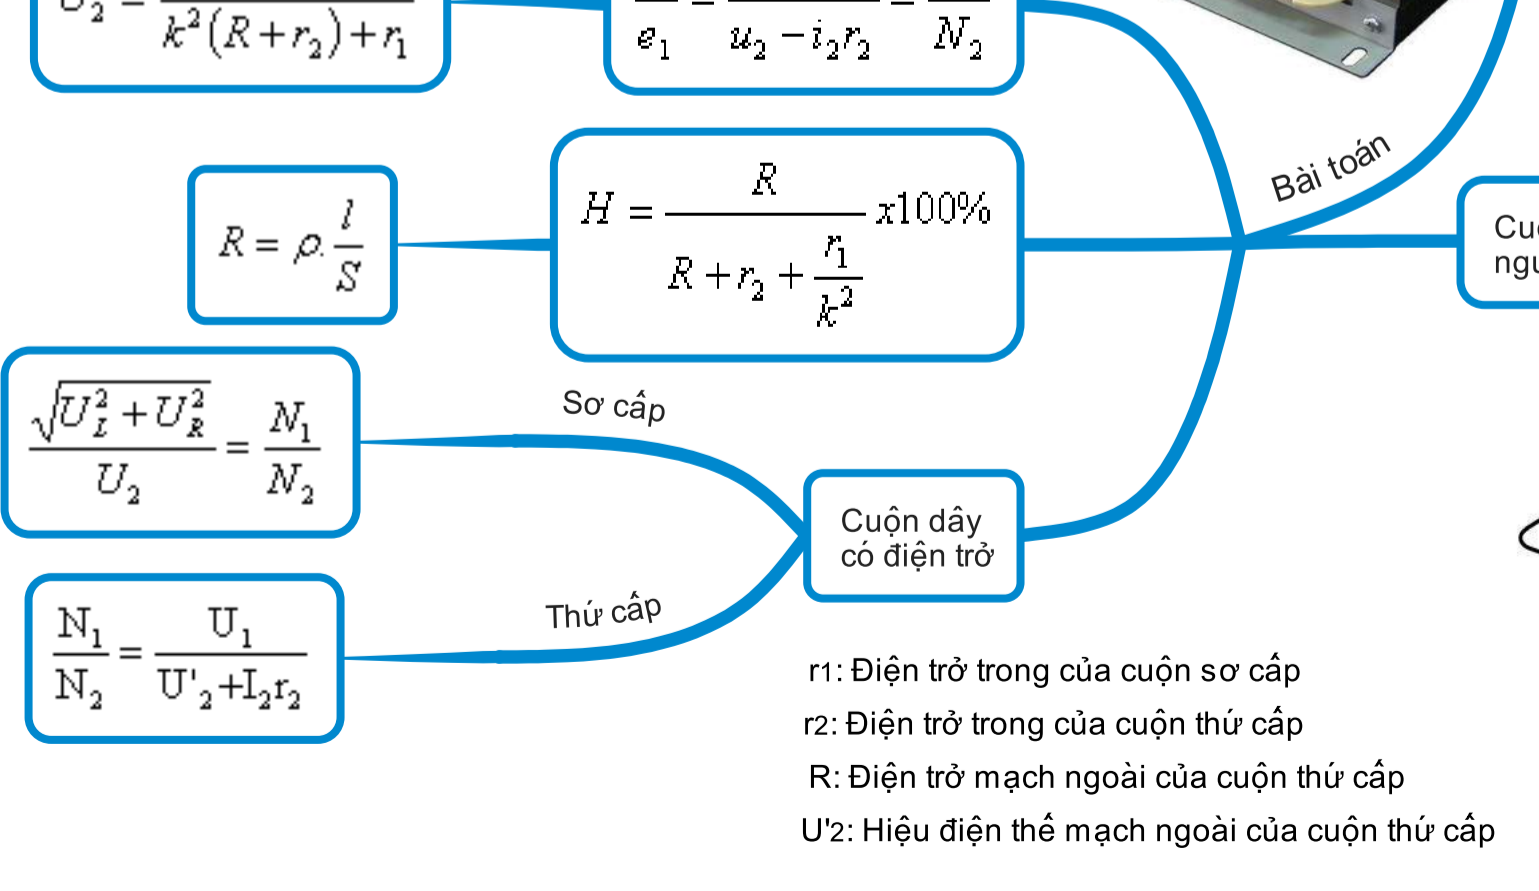 k²(R+r₂)+r₁
e₁ u₂ −i₂r₂ N₂
Bài toán
R = ρ. l/S
H = R / (R + r₂ + r₁/k²) x100%
√(U_L² + U_R²) / U₂ = N₁/N₂
Sơ cấp
Cuộn dây
có điện trở
Thứ cấp
N₁/N₂ = U₁ / (U'₂+I₂r₂)
r1: Điện trở trong của cuộn sơ cấp
r2: Điện trở trong của cuộn thứ cấp
R: Điện trở mạch ngoài của cuộn thứ cấp
U'2: Hiệu điện thế mạch ngoài của cuộn thứ cấp